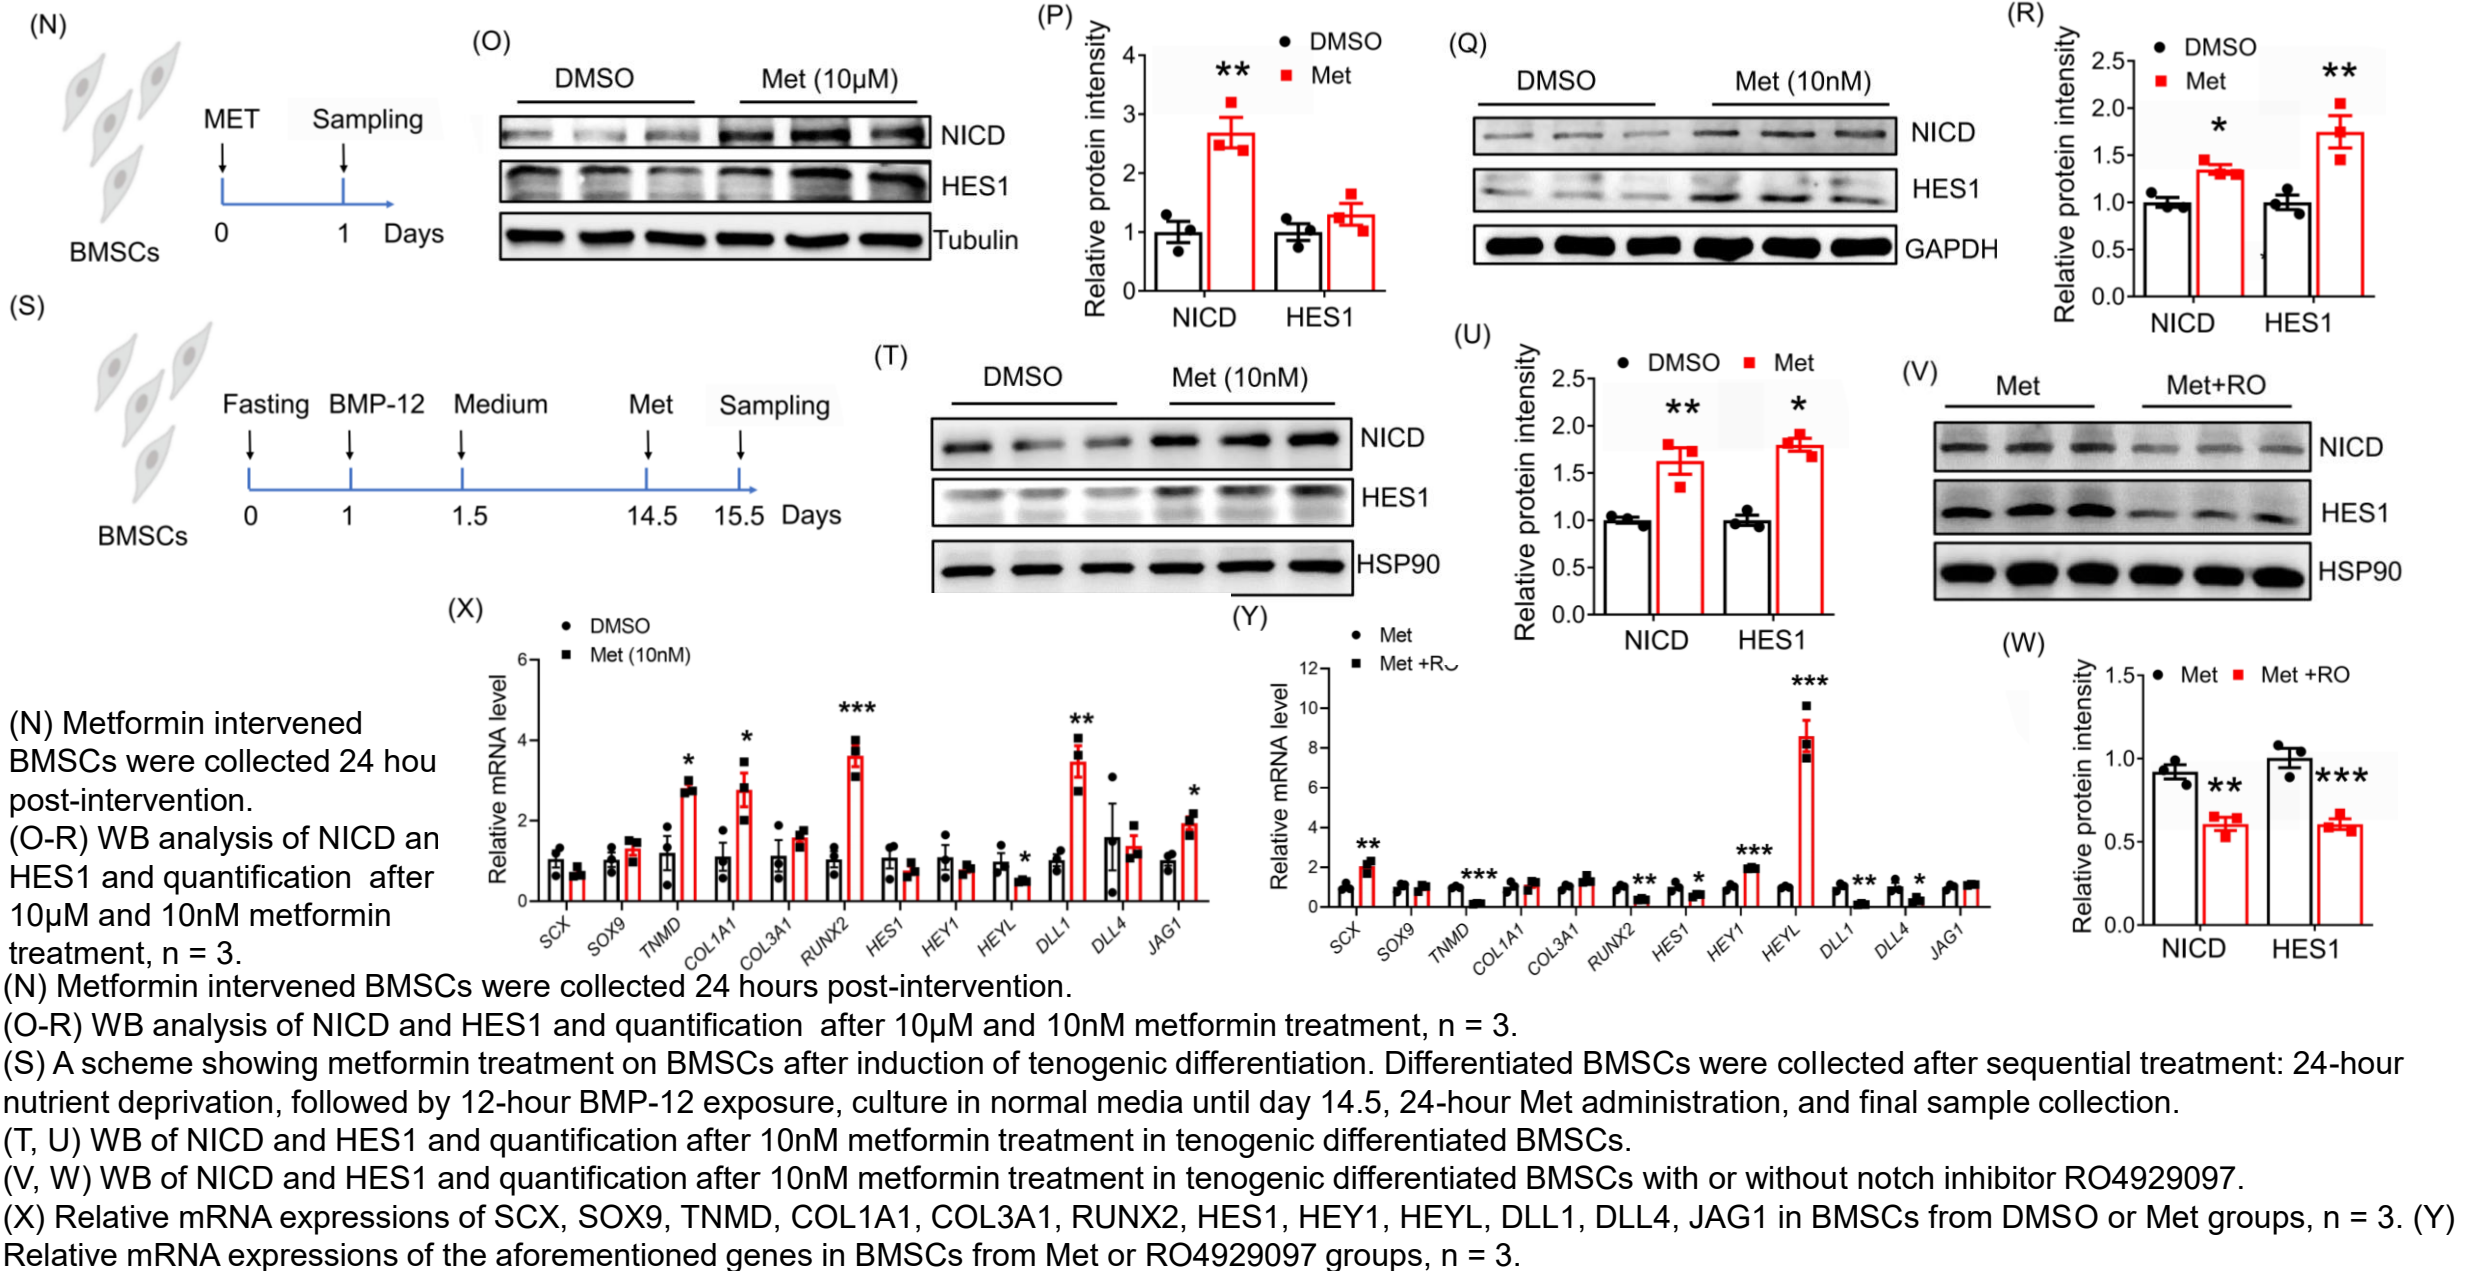 (N)
MET Sampling
0 1 Days
BMSCs
(O)
DMSO Met (10μM)
NICD
HES1
Tubulin
(P)
DMSO
Met
Relative protein intensity
4
3
2
1
0
**
NICD HES1
(Q)
DMSO Met (10nM)
NICD
HES1
GAPDH
(R)
DMSO
Met
Relative protein intensity
2.5
2.0
1.5
1.0
0.5
0.0
* **
NICD HES1
(S)
Fasting BMP-12 Medium Met Sampling
0 1 1.5 14.5 15.5 Days
BMSCs
(T)
DMSO Met (10nM)
NICD
HES1
HSP90
(U)
DMSO Met
Relative protein intensity
2.5
2.0
1.5
1.0
0.5
0.0
** *
NICD HES1
(V)
Met Met+RO
NICD
HES1
HSP90
(X)
DMSO
Met (10nM)
Relative mRNA level
6
4
2
0
* * *** * ** *
SCX SOX9 TNMD COL1A1 COL3A1 RUNX2 HES1 HEY1 HEYL DLL1 DLL4 JAG1
(Y)
Met
Met +R
Relative mRNA level
12
10
8
6
4
2
0
** *** ** * *** *** ** *
SCX SOX9 TNMD COL1A1 COL3A1 RUNX2 HES1 HEY1 HEYL DLL1 DLL4 JAG1
(W)
Met Met +RO
Relative protein intensity
1.5
1.0
0.5
0.0
** ***
NICD HES1
(N) Metformin intervened
BMSCs were collected 24 hou
post-intervention.
(O-R) WB analysis of NICD an
HES1 and quantification after
10μM and 10nM metformin
treatment, n = 3.
(N) Metformin intervened BMSCs were collected 24 hours post-intervention.
(O-R) WB analysis of NICD and HES1 and quantification after 10μM and 10nM metformin treatment, n = 3.
(S) A scheme showing metformin treatment on BMSCs after induction of tenogenic differentiation. Differentiated BMSCs were collected after sequential treatment: 24-hour
nutrient deprivation, followed by 12-hour BMP-12 exposure, culture in normal media until day 14.5, 24-hour Met administration, and final sample collection.
(T, U) WB of NICD and HES1 and quantification after 10nM metformin treatment in tenogenic differentiated BMSCs.
(V, W) WB of NICD and HES1 and quantification after 10nM metformin treatment in tenogenic differentiated BMSCs with or without notch inhibitor RO4929097.
(X) Relative mRNA expressions of SCX, SOX9, TNMD, COL1A1, COL3A1, RUNX2, HES1, HEY1, HEYL, DLL1, DLL4, JAG1 in BMSCs from DMSO or Met groups, n = 3. (Y)
Relative mRNA expressions of the aforementioned genes in BMSCs from Met or RO4929097 groups, n = 3.